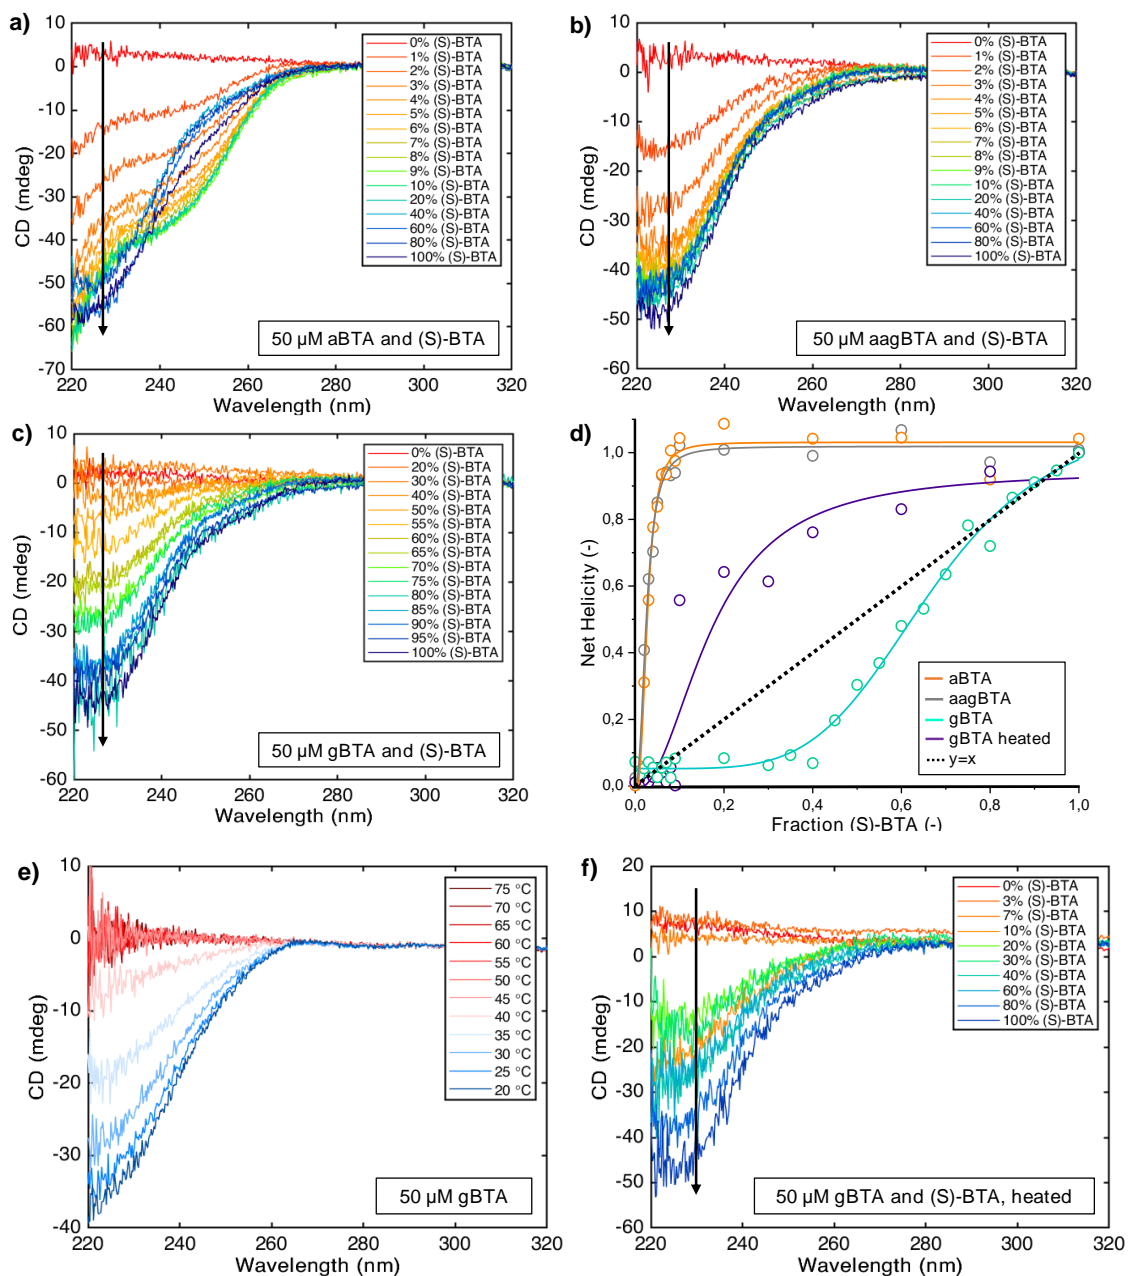 a)
10
0
-10
-20
-30
-40
-50
-60
-70
CD (mdeg)
220 240 260 280 300 320
Wavelength (nm)
0% (S)-BTA
1% (S)-BTA
2% (S)-BTA
3% (S)-BTA
4% (S)-BTA
5% (S)-BTA
6% (S)-BTA
7% (S)-BTA
8% (S)-BTA
9% (S)-BTA
10% (S)-BTA
20% (S)-BTA
40% (S)-BTA
60% (S)-BTA
80% (S)-BTA
100% (S)-BTA
50 µM aBTA and (S)-BTA
b)
10
0
-10
-20
-30
-40
-50
-60
CD (mdeg)
220 240 260 280 300 320
Wavelength (nm)
0% (S)-BTA
1% (S)-BTA
2% (S)-BTA
3% (S)-BTA
4% (S)-BTA
5% (S)-BTA
6% (S)-BTA
7% (S)-BTA
8% (S)-BTA
9% (S)-BTA
10% (S)-BTA
20% (S)-BTA
40% (S)-BTA
60% (S)-BTA
80% (S)-BTA
100% (S)-BTA
50 µM aagBTA and (S)-BTA
c)
10
0
-10
-20
-30
-40
-50
-60
CD (mdeg)
220 240 260 280 300 320
Wavelength (nm)
0% (S)-BTA
20% (S)-BTA
30% (S)-BTA
40% (S)-BTA
50% (S)-BTA
55% (S)-BTA
60% (S)-BTA
65% (S)-BTA
70% (S)-BTA
75% (S)-BTA
80% (S)-BTA
85% (S)-BTA
90% (S)-BTA
95% (S)-BTA
100% (S)-BTA
50 µM gBTA and (S)-BTA
d)
1,0
0,8
0,6
0,4
0,2
0,0
Net Helicity (-)
0,0 0,2 0,4 0,6 0,8 1,0
Fraction (S)-BTA (-)
aBTA
aagBTA
gBTA
gBTA heated
y=x
e)
10
0
-10
-20
-30
-40
CD (mdeg)
220 240 260 280 300 320
Wavelength (nm)
75 °C
70 °C
65 °C
60 °C
55 °C
50 °C
45 °C
40 °C
35 °C
30 °C
25 °C
20 °C
50 µM gBTA
f)
20
10
0
-10
-20
-30
-40
-50
-60
CD (mdeg)
220 240 260 280 300 320
Wavelength (nm)
0% (S)-BTA
3% (S)-BTA
7% (S)-BTA
10% (S)-BTA
20% (S)-BTA
30% (S)-BTA
40% (S)-BTA
60% (S)-BTA
80% (S)-BTA
100% (S)-BTA
50 µM gBTA and (S)-BTA, heated